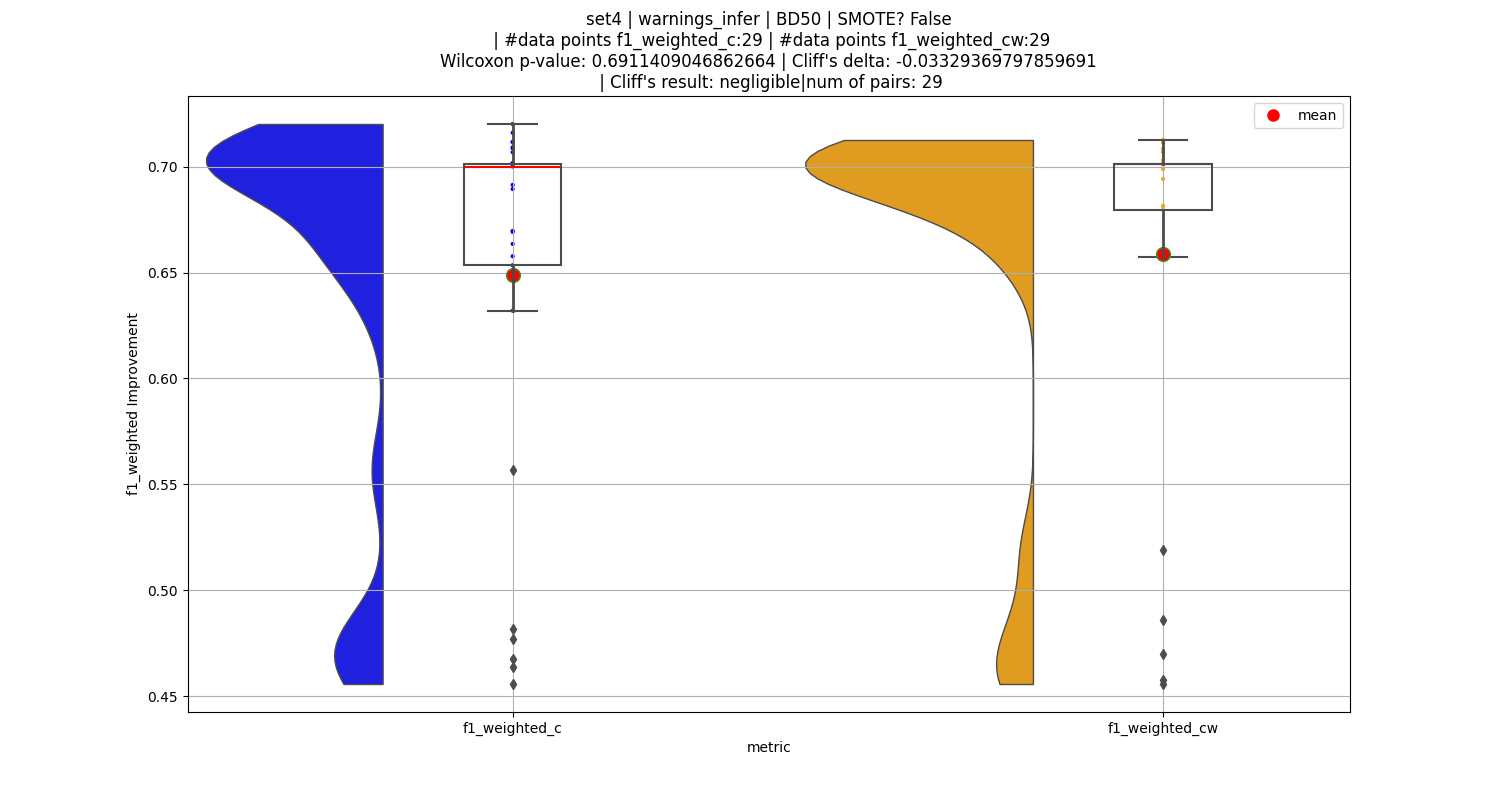 set4 | warnings_infer | BD50 | SMOTE? False
| #data points f1_weighted_c:29 | #data points f1_weighted_cw:29
Wilcoxon p-value: 0.6911409046862664 | Cliff's delta: -0.03329369797859691
| Cliff's result: negligible|num of pairs: 29
mean
0.70
0.65
0.60
0.55
0.50
0.45
f1_weighted Improvement
f1_weighted_c
f1_weighted_cw
metric